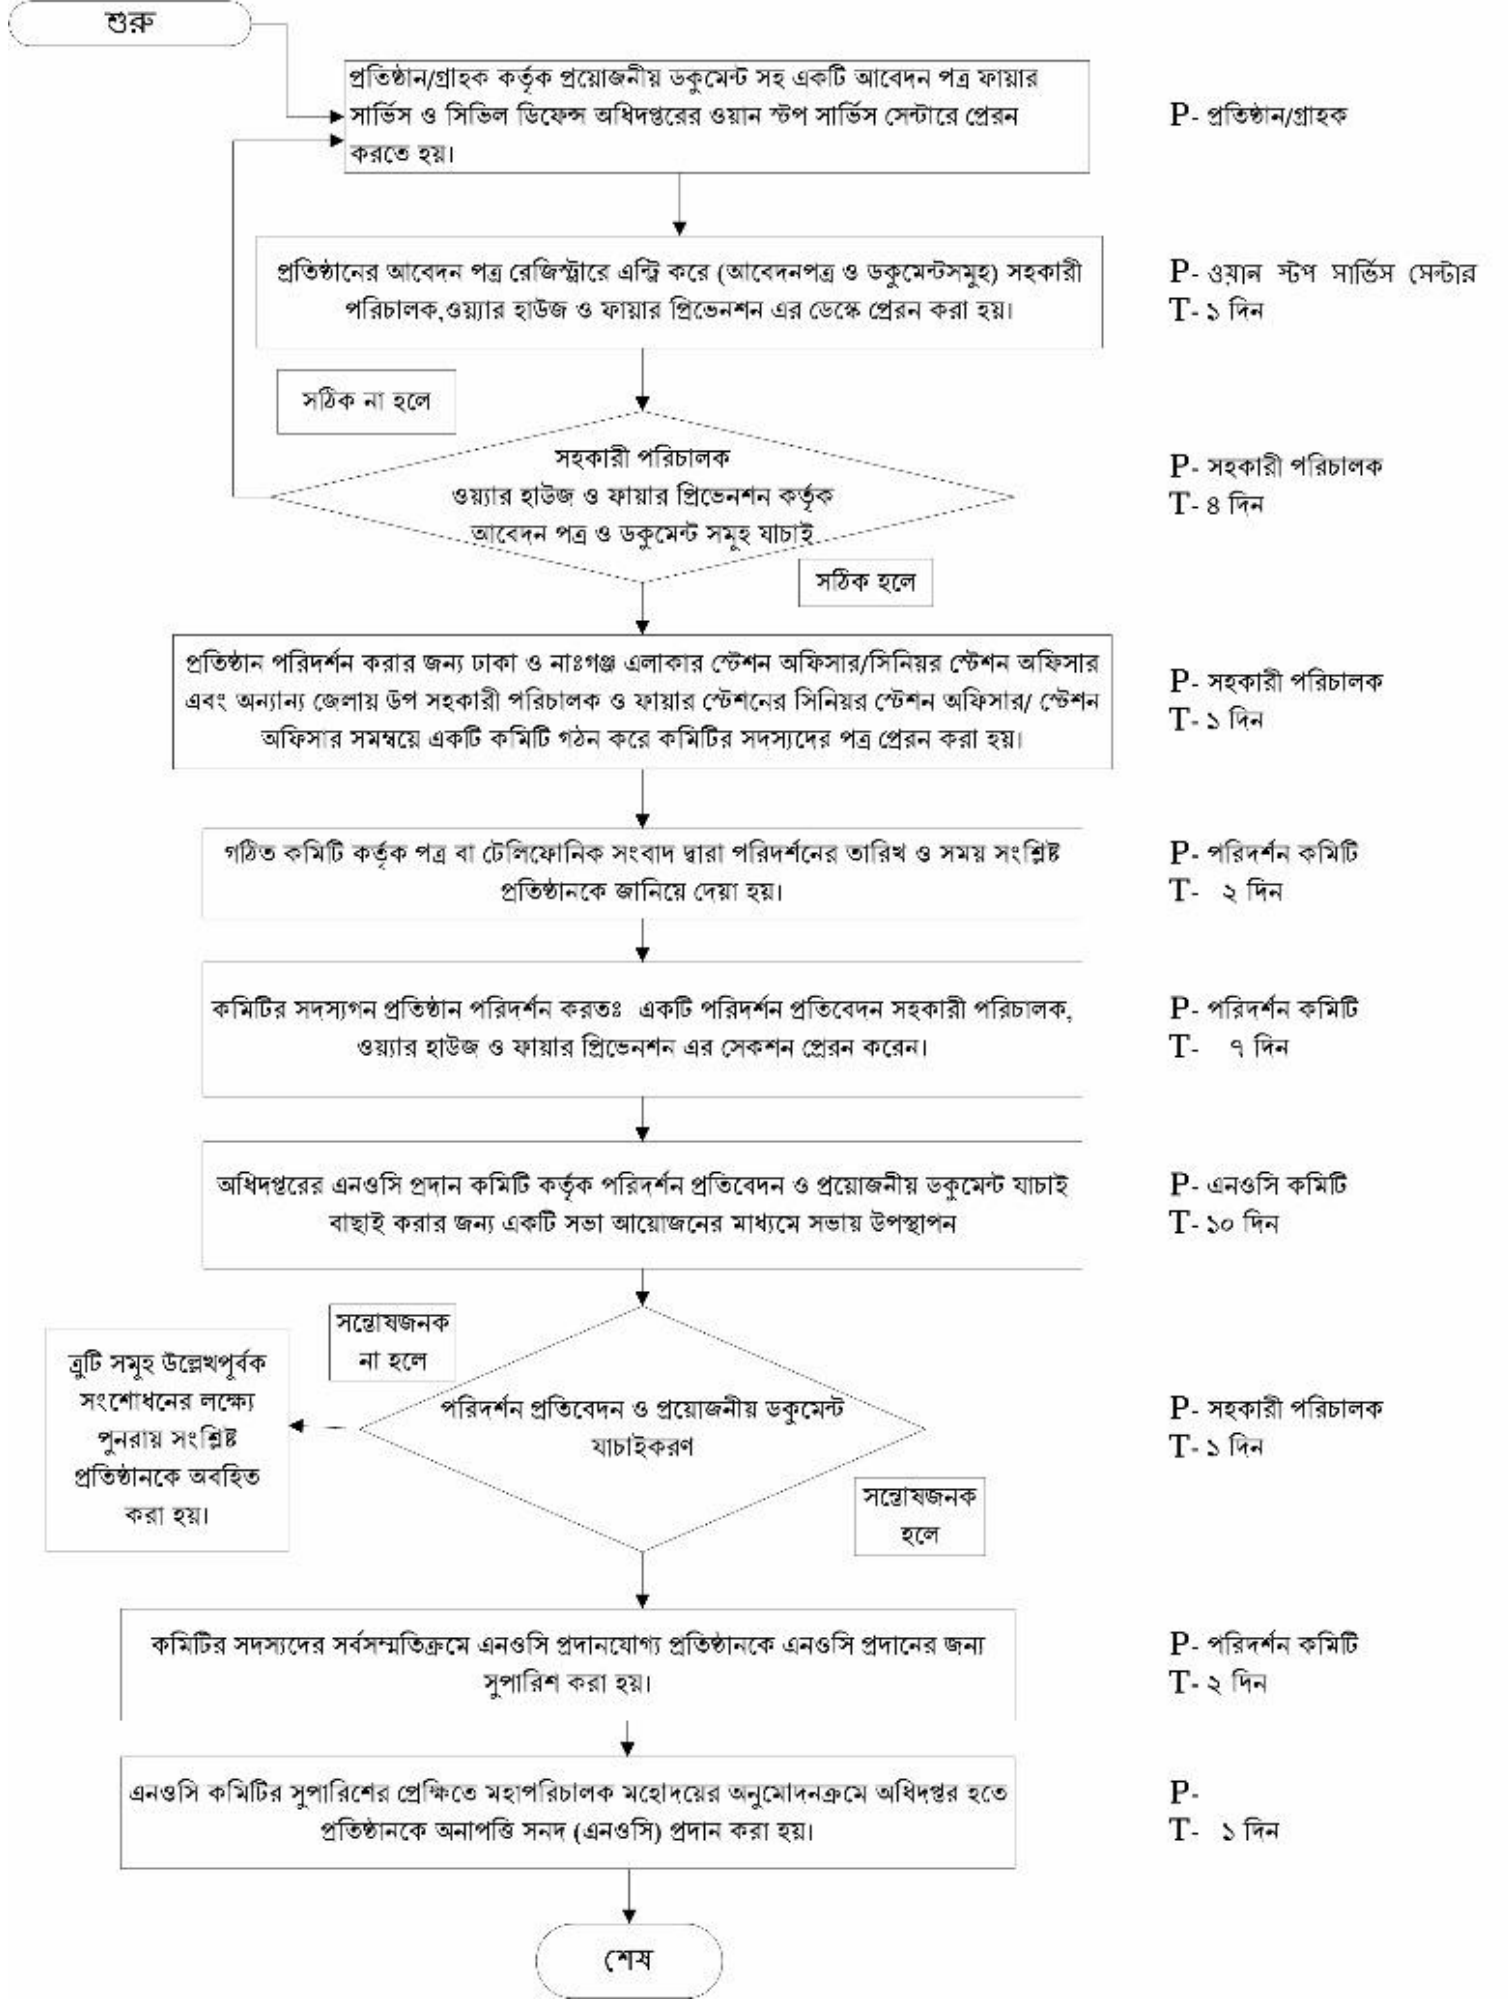 শুরু
প্রতিষ্ঠান/গ্রাহক কর্তৃক প্রয়োজনীয় ডকুমেন্ট সহ একটি আবেদন পত্র ফায়ার
সার্ভিস ও সিভিল ডিফেন্স অধিদপ্তরের ওয়ান স্টপ সার্ভিস সেন্টারে প্রেরন
করতে হয়।
P- প্রতিষ্ঠান/গ্রাহক
প্রতিষ্ঠানের আবেদন পত্র রেজিস্ট্রারে এন্ট্রি করে (আবেদনপত্র ও ডকুমেন্টসমুহ) সহকারী
পরিচালক,ওয়্যার হাউজ ও ফায়ার প্রিভেনশন এর ডেস্কে প্রেরন করা হয়।
P- ওয়ান স্টপ সার্ভিস সেন্টার
T- ১ দিন
সঠিক না হলে
সহকারী পরিচালক
ওয়্যার হাউজ ও ফায়ার প্রিভেনশন কর্তৃক
আবেদন পত্র ও ডকুমেন্ট সমুহ যাচাই
P- সহকারী পরিচালক
T- ৪ দিন
সঠিক হলে
প্রতিষ্ঠান পরিদর্শন করার জন্য ঢাকা ও নাঃগঞ্জ এলাকার স্টেশন অফিসার/সিনিয়র স্টেশন অফিসার
এবং অন্যান্য জেলায় উপ সহকারী পরিচালক ও ফায়ার স্টেশনের সিনিয়র স্টেশন অফিসার/ স্টেশন
অফিসার সমম্বয়ে একটি কমিটি গঠন করে কমিটির সদস্যদের পত্র প্রেরন করা হয়।
P- সহকারী পরিচালক
T- ১ দিন
গঠিত কমিটি কর্তৃক পত্র বা টেলিফোনিক সংবাদ দ্বারা পরিদর্শনের তারিখ ও সময় সংশ্লিষ্ট
প্রতিষ্ঠানকে জানিয়ে দেয়া হয়।
P- পরিদর্শন কমিটি
T- ২ দিন
কমিটির সদস্যগন প্রতিষ্ঠান পরিদর্শন করতঃ একটি পরিদর্শন প্রতিবেদন সহকারী পরিচালক,
ওয়্যার হাউজ ও ফায়ার প্রিভেনশন এর সেকশন প্রেরন করেন।
P- পরিদর্শন কমিটি
T- ৭ দিন
অধিদপ্তরের এনওসি প্রদান কমিটি কর্তৃক পরিদর্শন প্রতিবেদন ও প্রয়োজনীয় ডকুমেন্ট যাচাই
বাছাই করার জন্য একটি সভা আয়োজনের মাধ্যমে সভায় উপস্থাপন
P- এনওসি কমিটি
T- ১০ দিন
সন্তোষজনক
না হলে
ত্রুটি সমূহ উল্লেখপূর্বক
সংশোধনের লক্ষ্যে
পুনরায় সংশ্লিষ্ট
প্রতিষ্ঠানকে অবহিত
করা হয়।
পরিদর্শন প্রতিবেদন ও প্রয়োজনীয় ডকুমেন্ট
যাচাইকরণ
P- সহকারী পরিচালক
T- ১ দিন
সন্তোষজনক
হলে
কমিটির সদস্যদের সর্বসম্মতিক্রমে এনওসি প্রদানযোগ্য প্রতিষ্ঠানকে এনওসি প্রদানের জন্য
সুপারিশ করা হয়।
P- পরিদর্শন কমিটি
T- ২ দিন
এনওসি কমিটির সুপারিশের প্রেক্ষিতে মহাপরিচালক মহোদয়ের অনুমোদনক্রমে অধিদপ্তর হতে
প্রতিষ্ঠানকে অনাপত্তি সনদ (এনওসি) প্রদান করা হয়।
P-
T- ১ দিন
শেষ